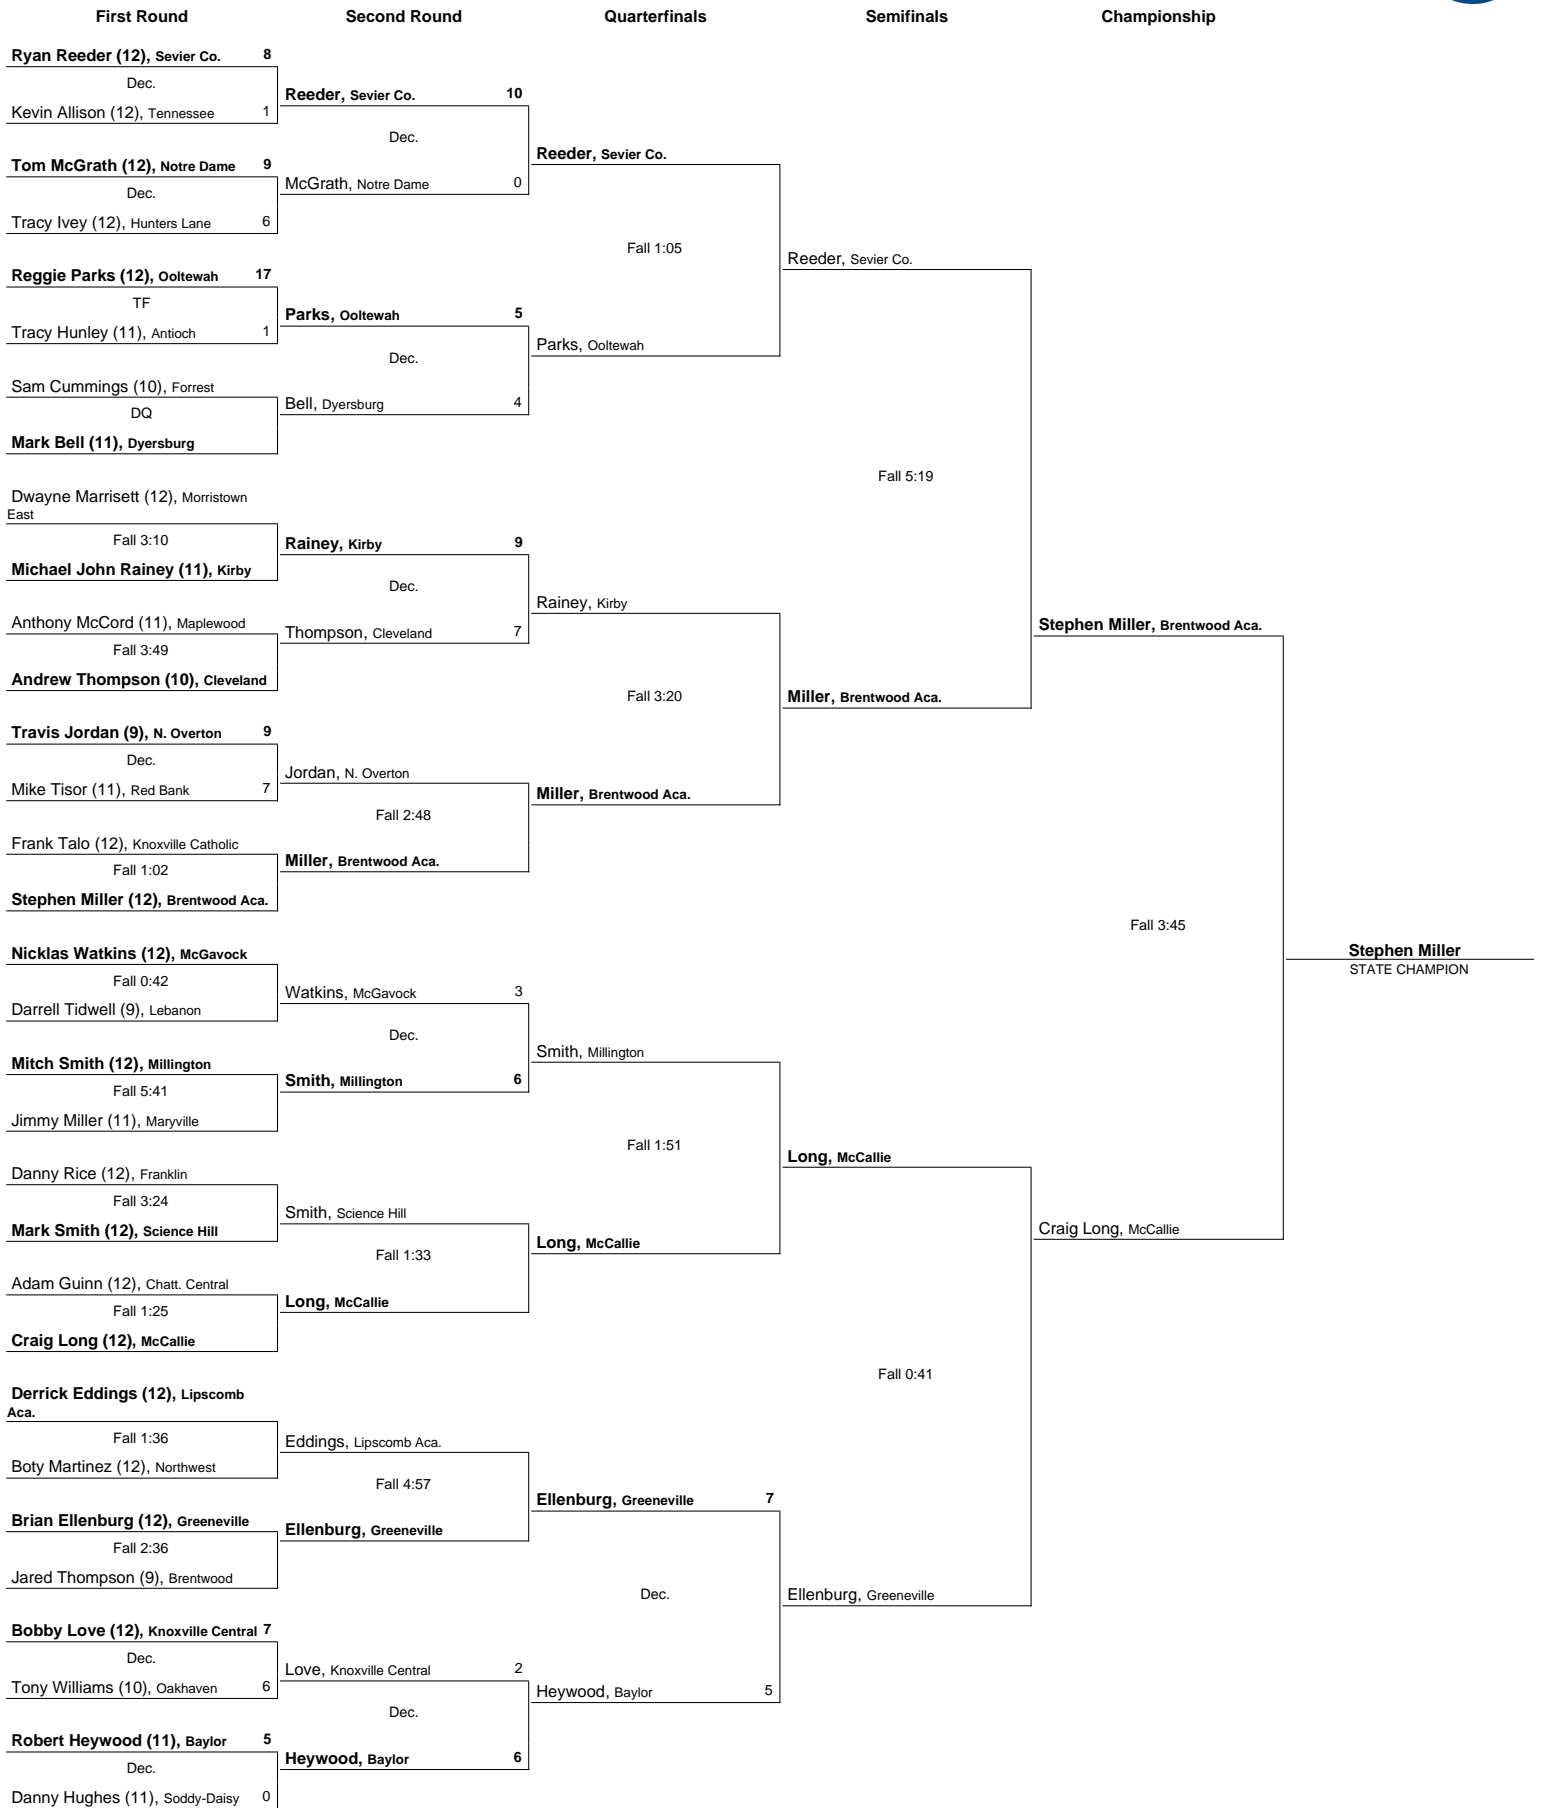 First Round Second Round Quarterfinals Semifinals Championship
Ryan Reeder (12), Sevier Co. 8
Dec.
Kevin Allison (12), Tennessee 1
Tom McGrath (12), Notre Dame 9
Dec.
Tracy Ivey (12), Hunters Lane 6
Reggie Parks (12), Ooltewah 17
TF
Tracy Hunley (11), Antioch 1
Sam Cummings (10), Forrest
DQ
Mark Bell (11), Dyersburg
Dwayne Marrisett (12), Morristown
East
Fall 3:10
Michael John Rainey (11), Kirby
Anthony McCord (11), Maplewood
Fall 3:49
Andrew Thompson (10), Cleveland
Travis Jordan (9), N. Overton 9
Dec.
Mike Tisor (11), Red Bank 7
Frank Talo (12), Knoxville Catholic
Fall 1:02
Stephen Miller (12), Brentwood Aca.
Nicklas Watkins (12), McGavock
Fall 0:42
Darrell Tidwell (9), Lebanon
Mitch Smith (12), Millington
Fall 5:41
Jimmy Miller (11), Maryville
Danny Rice (12), Franklin
Fall 3:24
Mark Smith (12), Science Hill
Adam Guinn (12), Chatt. Central
Fall 1:25
Craig Long (12), McCallie
Derrick Eddings (12), Lipscomb
Aca.
Fall 1:36
Boty Martinez (12), Northwest
Brian Ellenburg (12), Greeneville
Fall 2:36
Jared Thompson (9), Brentwood
Bobby Love (12), Knoxville Central 7
Dec.
Tony Williams (10), Oakhaven 6
Robert Heywood (11), Baylor 5
Dec.
Danny Hughes (11), Soddy-Daisy 0
Reeder, Sevier Co. 10
Dec.
McGrath, Notre Dame 0
Parks, Ooltewah 5
Dec.
Bell, Dyersburg 4
Rainey, Kirby 9
Dec.
Thompson, Cleveland 7
Jordan, N. Overton
Fall 2:48
Miller, Brentwood Aca.
Watkins, McGavock 3
Dec.
Smith, Millington 6
Smith, Science Hill
Fall 1:33
Long, McCallie
Eddings, Lipscomb Aca.
Fall 4:57
Ellenburg, Greeneville
Love, Knoxville Central 2
Dec.
Heywood, Baylor 6
Reeder, Sevier Co.
Fall 1:05
Parks, Ooltewah
Rainey, Kirby
Fall 3:20
Miller, Brentwood Aca.
Smith, Millington
Fall 1:51
Long, McCallie
Ellenburg, Greeneville 7
Dec.
Heywood, Baylor 5
Reeder, Sevier Co.
Fall 5:19
Miller, Brentwood Aca.
Long, McCallie
Fall 0:41
Ellenburg, Greeneville
Stephen Miller, Brentwood Aca.
Fall 3:45
Craig Long, McCallie
Stephen Miller
STATE CHAMPION